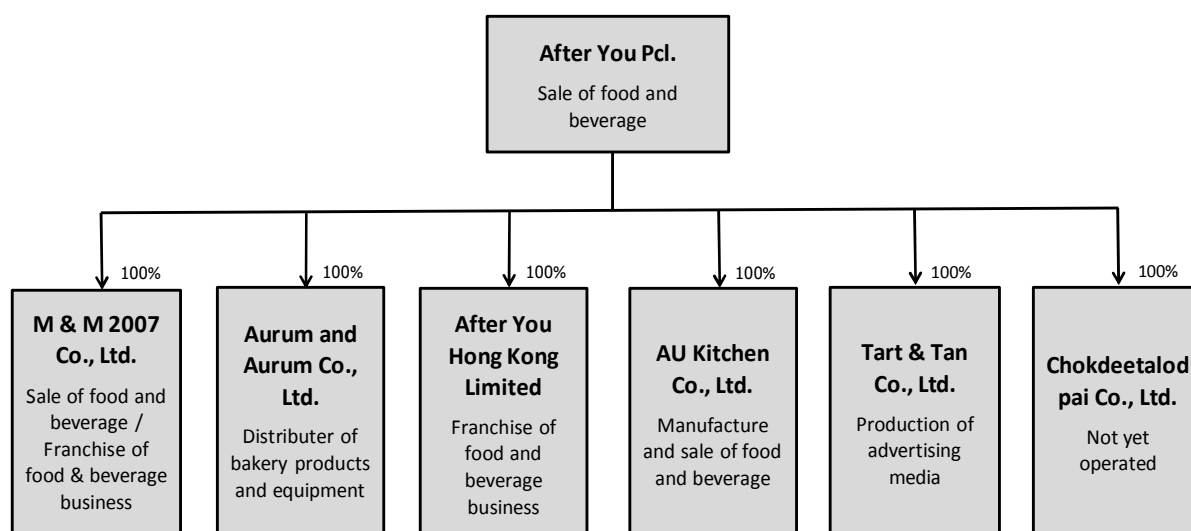 After You Pcl.
Sale of food and
beverage
100%
100%
100%
100%
100%
100%
M & M 2007
Co., Ltd.
Sale of food and
beverage /
Franchise of
food & beverage
business
Aurum and
Aurum Co.,
Ltd.
Distributer of
bakery products
and equipment
After You
Hong Kong
Limited
Franchise of
food and
beverage
business
AU Kitchen
Co., Ltd.
Manufacture
and sale of food
and beverage
Tart & Tan
Co., Ltd.
Production of
advertising
media
Chokdeetalod
pai Co., Ltd.
Not yet
operated